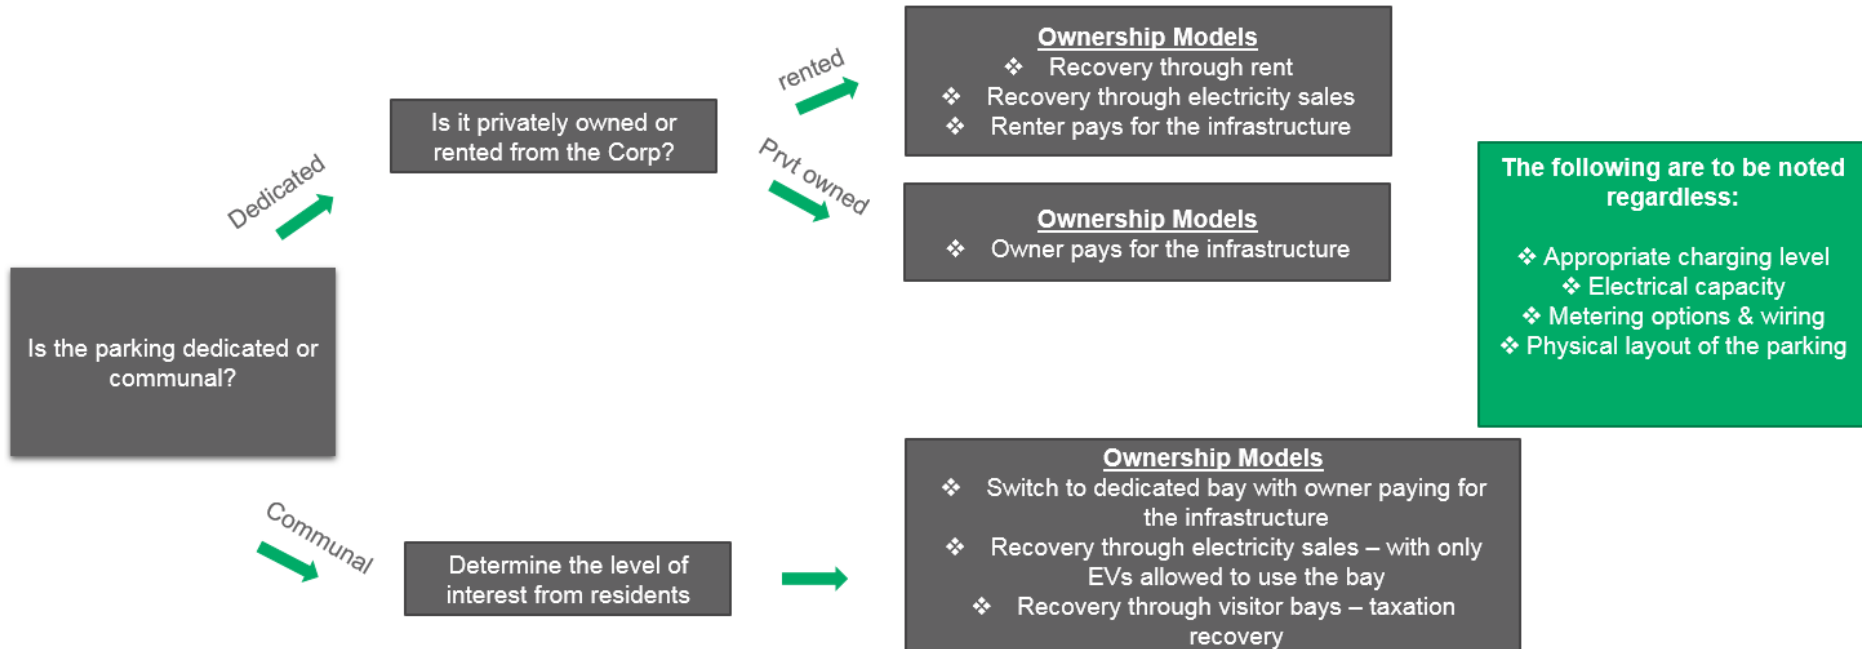 Is the parking dedicated or
communal?
Dedicated
Is it privately owned or
rented from the Corp?
rented
Ownership Models
❖ Recovery through rent
❖ Recovery through electricity sales
❖ Renter pays for the infrastructure
Prvt owned
Ownership Models
❖ Owner pays for the infrastructure
Communal
Determine the level of
interest from residents
Ownership Models
❖ Switch to dedicated bay with owner paying for
the infrastructure
❖ Recovery through electricity sales – with only
EVs allowed to use the bay
❖ Recovery through visitor bays – taxation
recovery
The following are to be noted
regardless:
❖ Appropriate charging level
❖ Electrical capacity
❖ Metering options & wiring
❖ Physical layout of the parking